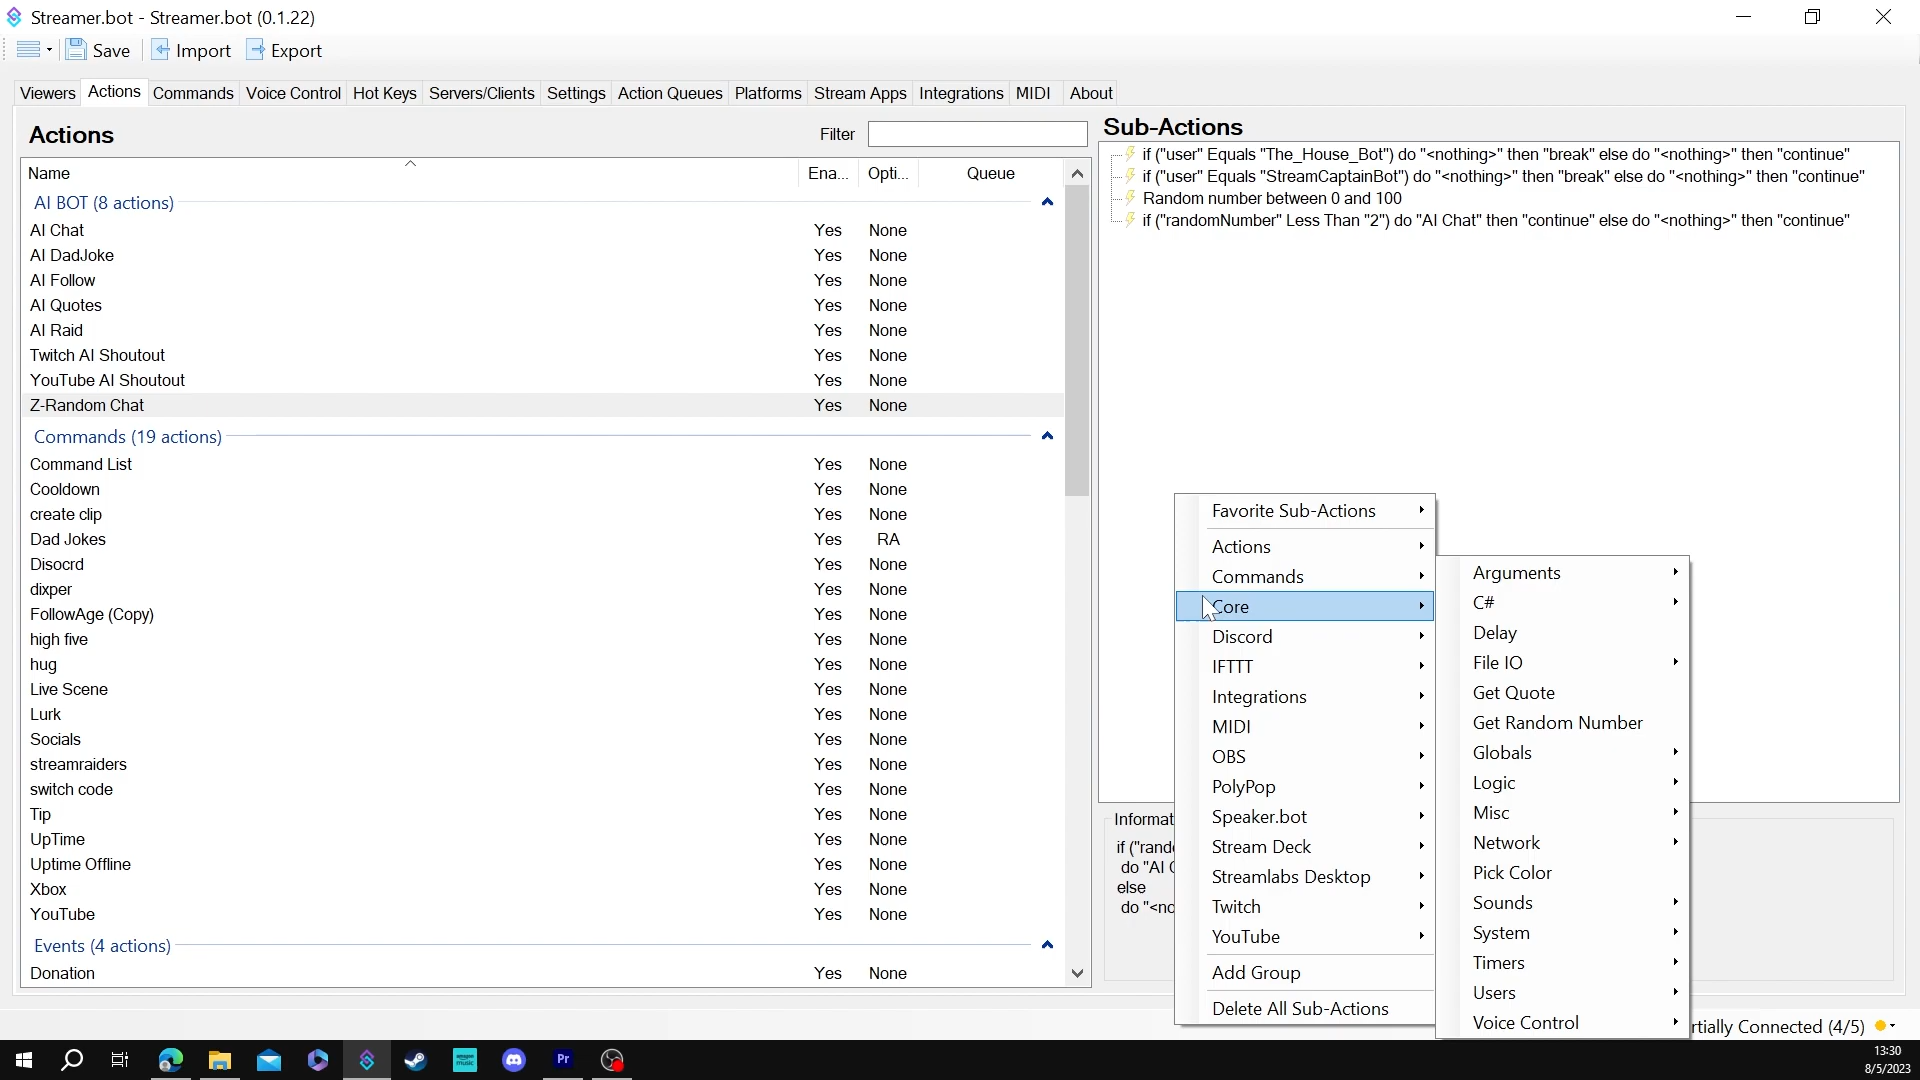 Streamer.bot - Streamer.bot (0.1.22)
Save Import Export
Viewers Actions Commands Voice Control Hot Keys Servers/Clients Settings Action Queues Platforms Stream Apps Integrations MIDI About
Actions
Filter
Name Ena... Opti... Queue
AI BOT (8 actions)
AI Chat Yes None
AI DadJoke Yes None
AI Follow Yes None
AI Quotes Yes None
AI Raid Yes None
Twitch AI Shoutout Yes None
YouTube AI Shoutout Yes None
Z-Random Chat Yes None
Commands (19 actions)
Command List Yes None
Cooldown Yes None
create clip Yes None
Dad Jokes Yes RA
Disocrd Yes None
dixper Yes None
FollowAge (Copy) Yes None
high five Yes None
hug Yes None
Live Scene Yes None
Lurk Yes None
Socials Yes None
streamraiders Yes None
switch code Yes None
Tip Yes None
UpTime Yes None
Uptime Offline Yes None
Xbox Yes None
YouTube Yes None
Events (4 actions)
Donation Yes None
Sub-Actions
if ("user" Equals "The_House_Bot") do "<nothing>" then "break" else do "<nothing>" then "continue"
if ("user" Equals "StreamCaptainBot") do "<nothing>" then "break" else do "<nothing>" then "continue"
Random number between 0 and 100
if ("randomNumber" Less Than "2") do "AI Chat" then "continue" else do "<nothing>" then "continue"
Informat
if ("rand
do "AI C
else
do "<no
Favorite Sub-Actions
Actions
Commands
Core
Discord
IFTTT
Integrations
MIDI
OBS
PolyPop
Speaker.bot
Stream Deck
Streamlabs Desktop
Twitch
YouTube
Add Group
Delete All Sub-Actions
Arguments
C#
Delay
File IO
Get Quote
Get Random Number
Globals
Logic
Misc
Network
Pick Color
Sounds
System
Timers
Users
Voice Control
rtially Connected (4/5)
Pr
13:30
8/5/2023